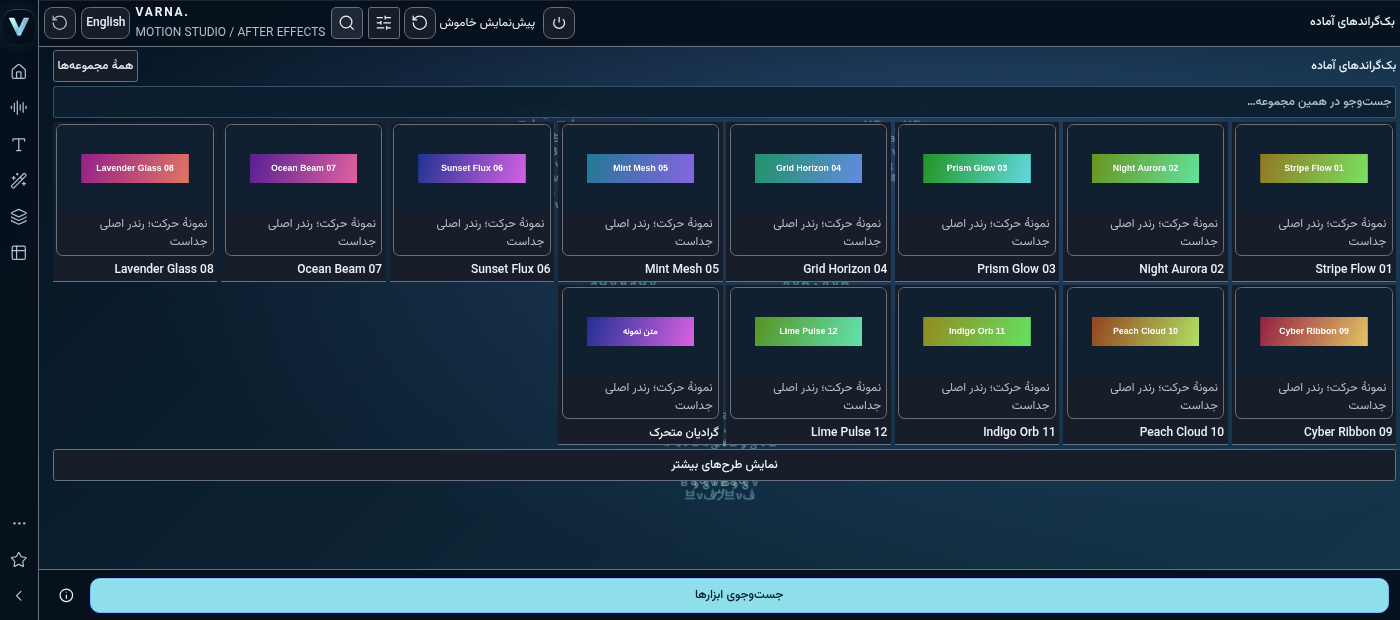 English
VARNA.
MOTION STUDIO / AFTER EFFECTS
پیش‌نمایش خاموش
بک‌گراندهای آماده
بک‌گراندهای آماده
همهٔ مجموعه‌ها
جست‌وجو در همین مجموعه...
Stripe Flow 01
نمونهٔ حرکت؛ رندر اصلی
جداست
Stripe Flow 01
Night Aurora 02
نمونهٔ حرکت؛ رندر اصلی
جداست
Night Aurora 02
Prism Glow 03
نمونهٔ حرکت؛ رندر اصلی
جداست
Prism Glow 03
Grid Horizon 04
نمونهٔ حرکت؛ رندر اصلی
جداست
Grid Horizon 04
Mint Mesh 05
نمونهٔ حرکت؛ رندر اصلی
جداست
Mint Mesh 05
Sunset Flux 06
نمونهٔ حرکت؛ رندر اصلی
جداست
Sunset Flux 06
Ocean Beam 07
نمونهٔ حرکت؛ رندر اصلی
جداست
Ocean Beam 07
Lavender Glass 08
نمونهٔ حرکت؛ رندر اصلی
جداست
Lavender Glass 08
Cyber Ribbon 09
نمونهٔ حرکت؛ رندر اصلی
جداست
Cyber Ribbon 09
Peach Cloud 10
نمونهٔ حرکت؛ رندر اصلی
جداست
Peach Cloud 10
Indigo Orb 11
نمونهٔ حرکت؛ رندر اصلی
جداست
Indigo Orb 11
Lime Pulse 12
نمونهٔ حرکت؛ رندر اصلی
جداست
Lime Pulse 12
متن نمونه
نمونهٔ حرکت؛ رندر اصلی
جداست
گرادیان متحرک
نمایش طرح‌های بیشتر
جست‌وجوی ابزارها